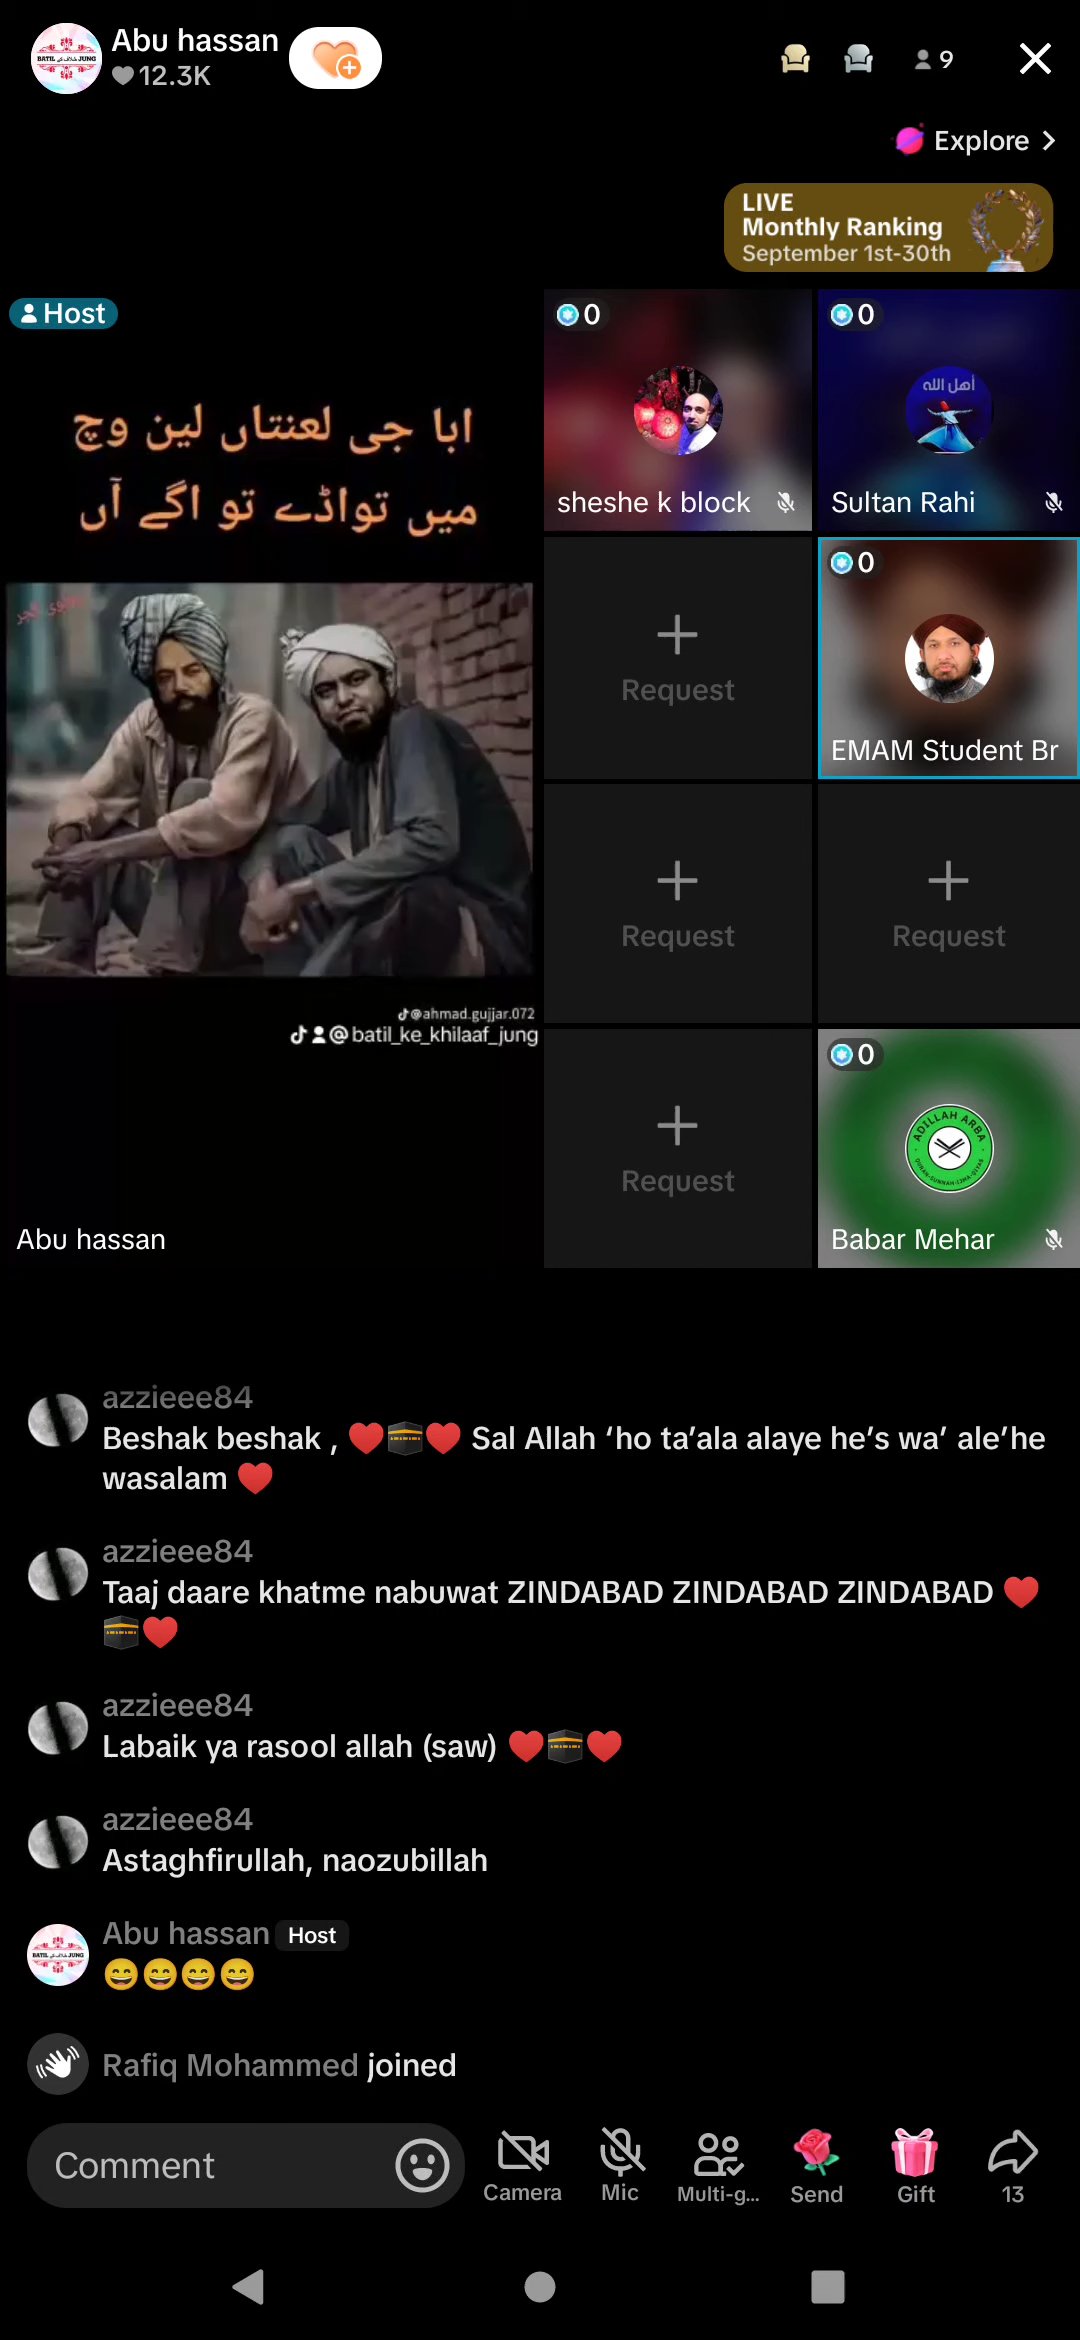 Abu hassan
12.3K
9
Explore
LIVE
Monthly Ranking
September 1st-30th
Host
ابا جی لعنتاں لین وچ
میں تواڈے تو اگے آں
@ahmad.gujjar.072
@batil_ke_khilaaf_jung
Abu hassan
0
sheshe k block
0
أهل الله
Sultan Rahi
Request
0
EMAM Student Br
Request
Request
Request
0
ADILLAH ARBA
Babar Mehar
azzieee84
Beshak beshak , ❤️🕋❤️ Sal Allah ‘ho ta’ala alaye he’s wa’ ale’he
wasalam ❤️
azzieee84
Taaj daare khatme nabuwat ZINDABAD ZINDABAD ZINDABAD ❤️
🕋❤️
azzieee84
Labaik ya rasool allah (saw) ❤️🕋❤️
azzieee84
Astaghfirullah, naozubillah
Abu hassan Host
😄😄😄😄
Rafiq Mohammed joined
Comment
Camera
Mic
Multi-g...
Send
Gift
13